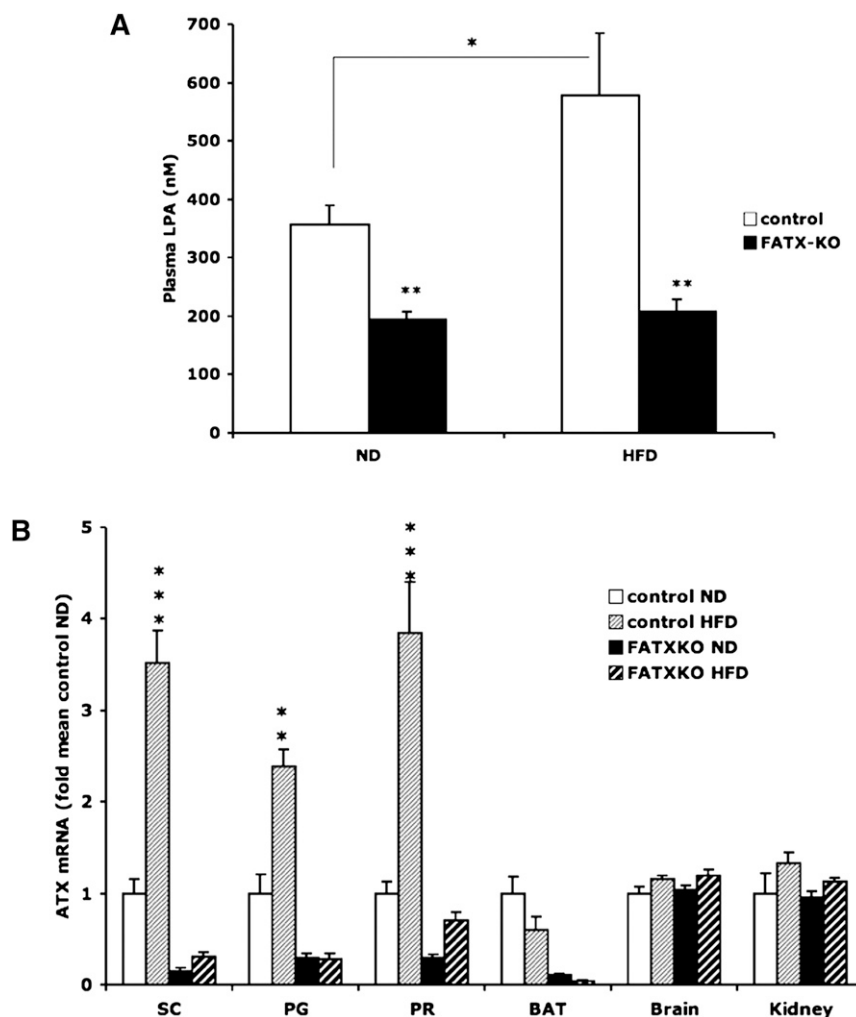 A
700
600
500
400
300
200
100
0
Plasma LPA (nM)
*
**
**
ND HFD
control
FATX-KO
B
5
4
3
2
1
0
ATX mRNA (fold mean control ND)
***
**
***
control ND
control HFD
FATXKO ND
FATXKO HFD
SC PG PR BAT Brain Kidney